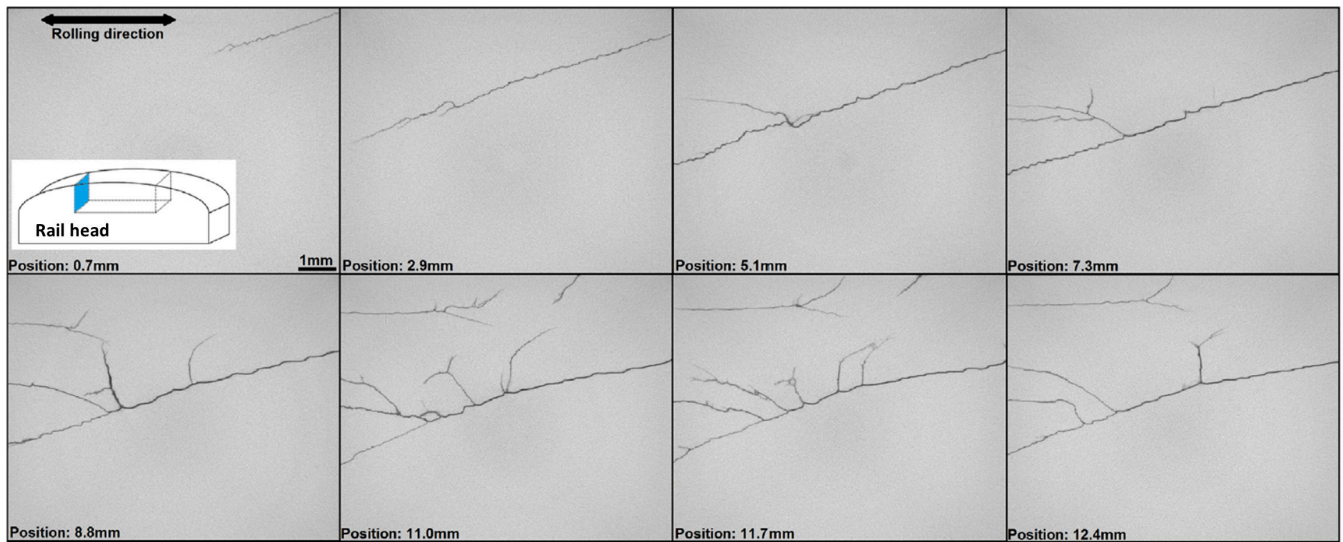 Rolling direction
Rail head
Position: 0.7mm
1mm
Position: 2.9mm
Position: 5.1mm
Position: 7.3mm
Position: 8.8mm
Position: 11.0mm
Position: 11.7mm
Position: 12.4mm